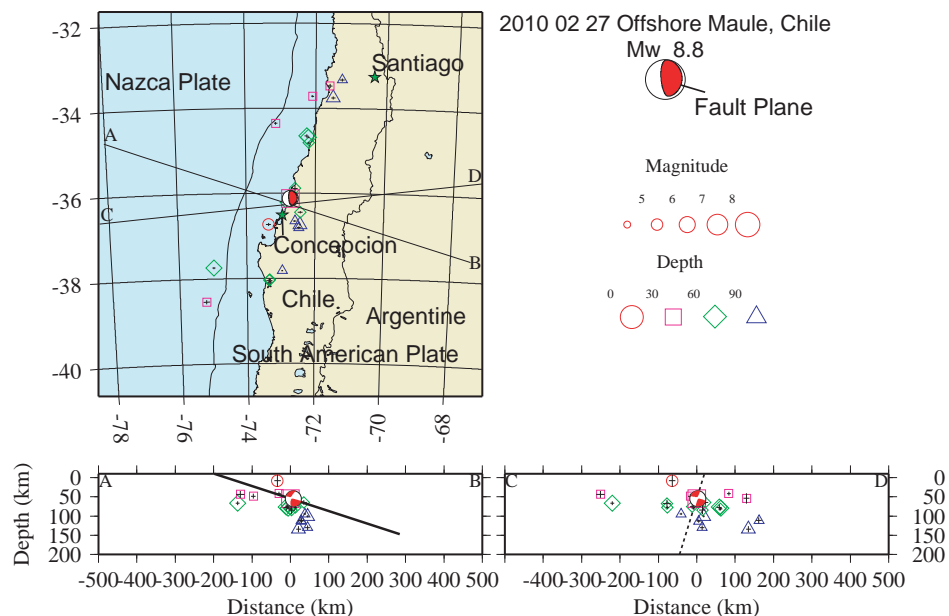 2010 02 27 Offshore Maule, Chile
Mw 8.8
Fault Plane
Magnitude
5 6 7 8
Depth
0 30 60 90
-32
-34
-36
-38
-40
Nazca Plate
Santiago
A
D
C
Concepcion
B
Chile
Argentine
South American Plate
-78 -76 -74 -72 -70 -68
Depth (km)
0
50
100
150
200
A B
-500 -400 -300 -200 -100 0 100 200 300 400 500
Distance (km)
C D
0
50
100
150
200
-500 -400 -300 -200 -100 0 100 200 300 400 500
Distance (km)